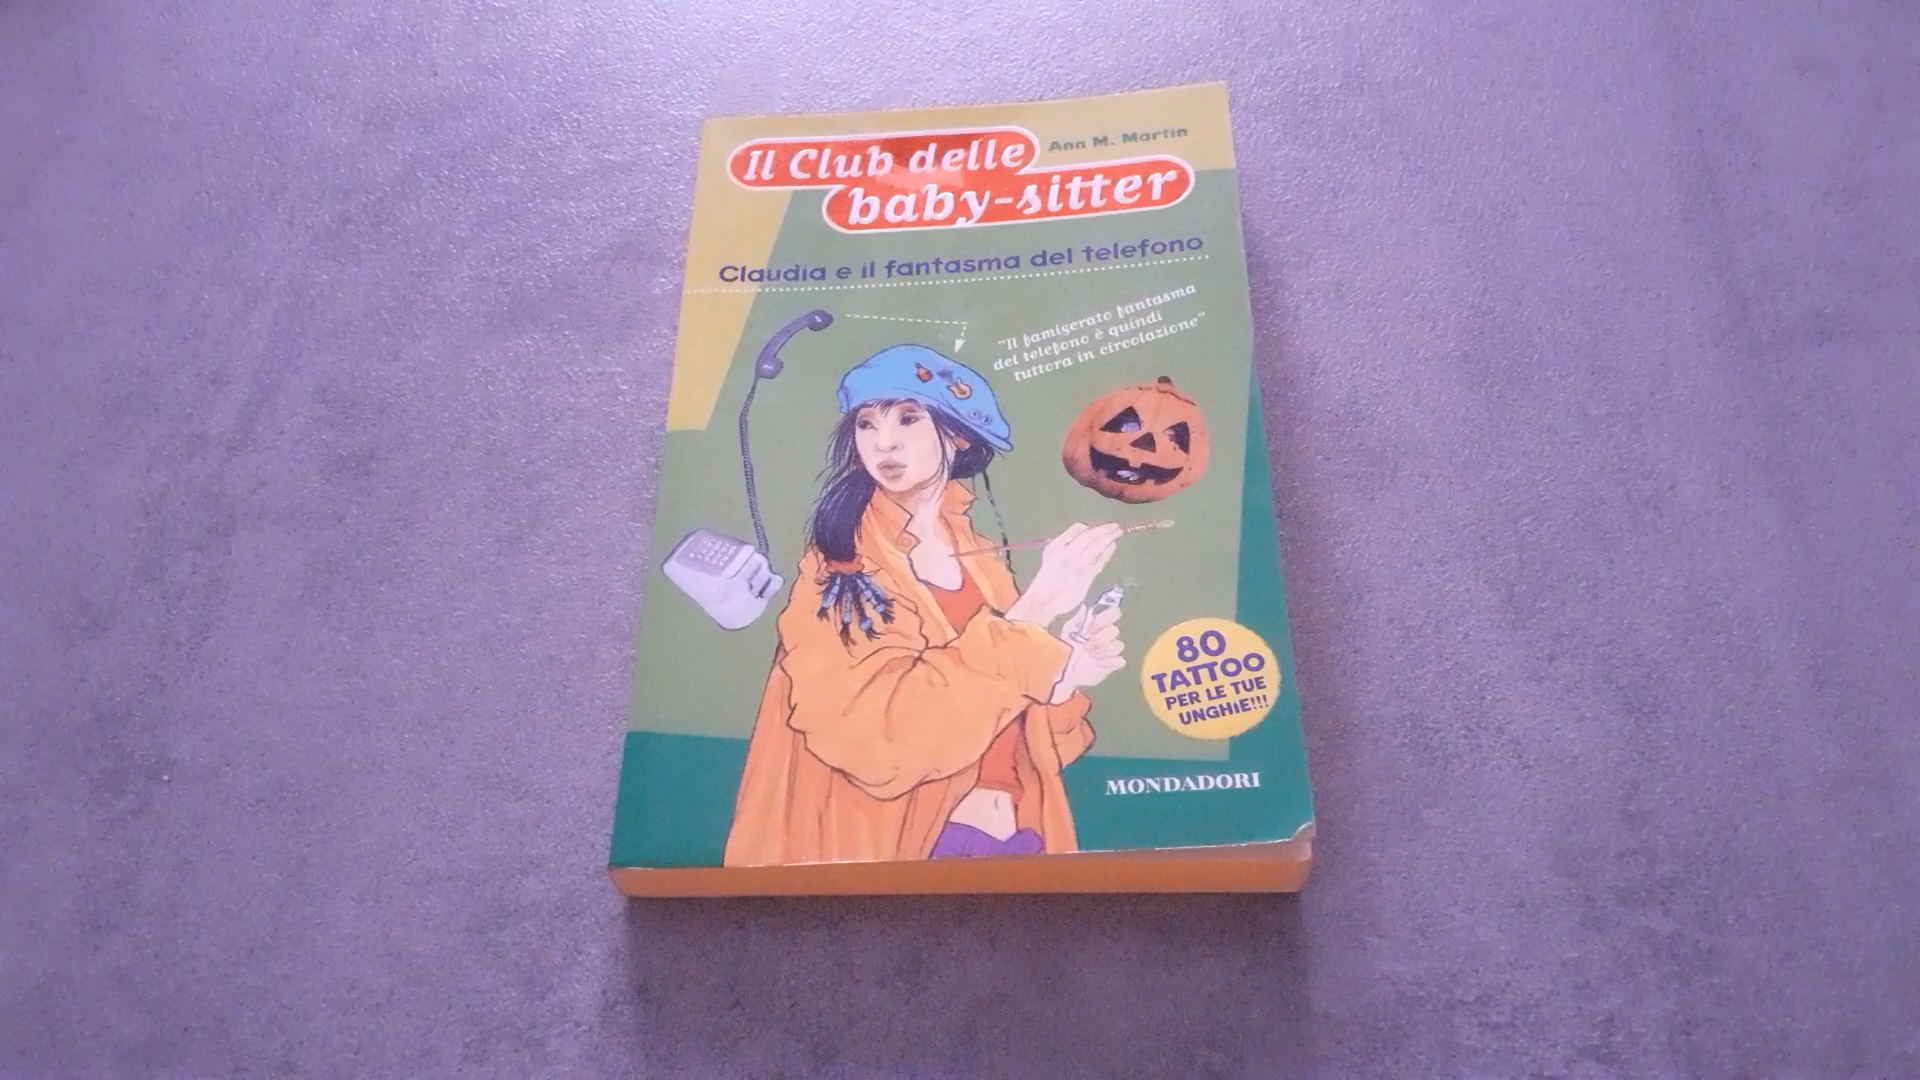 Il Club delle
baby-sitter
Ann M. Martin
Claudia e il fantasma del telefono
"Il famigerato fantasma
del telefono è quindi
tuttora in circolazione"
80
TATTOO
PER LE TUE
UNGHIE!!!
MONDADORI